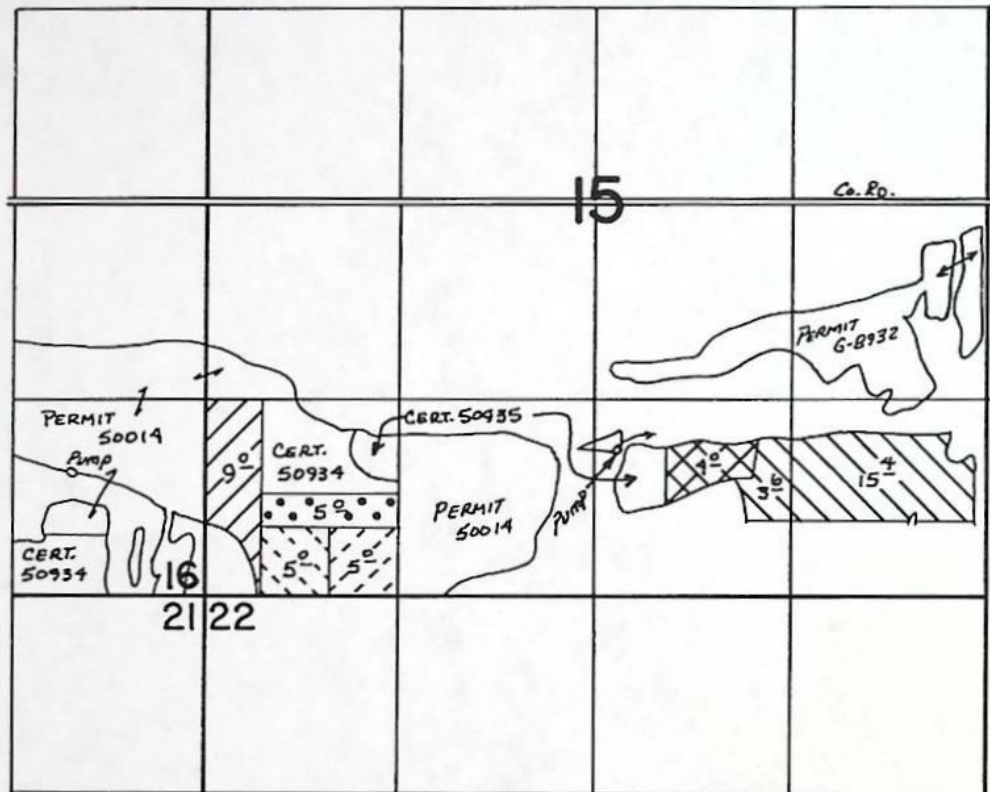 15
Co. Rd.
PERMIT
G-8932
PERMIT
50014
CERT. 50435
CERT.
50934
Pump
9 0
4 0
3 6
15 4
5 0
PERMIT
50014
Pump
CERT.
50934
5 0
5 0
16
21 22